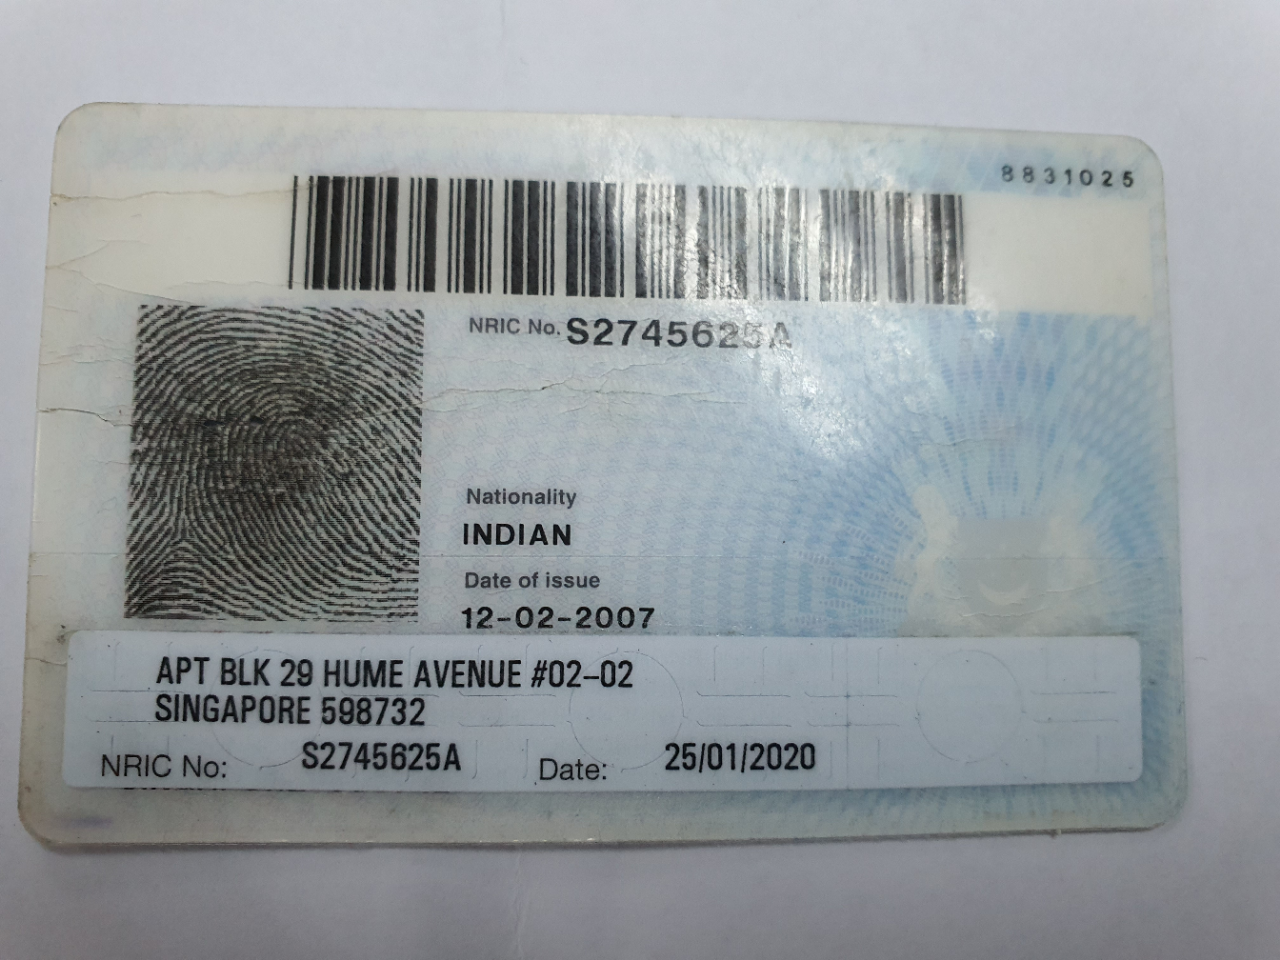 8831025
NRIC No. S2745625A
Nationality
INDIAN
Date of issue
12-02-2007
APT BLK 29 HUME AVENUE #02-02
SINGAPORE 598732
NRIC No: S2745625A Date: 25/01/2020